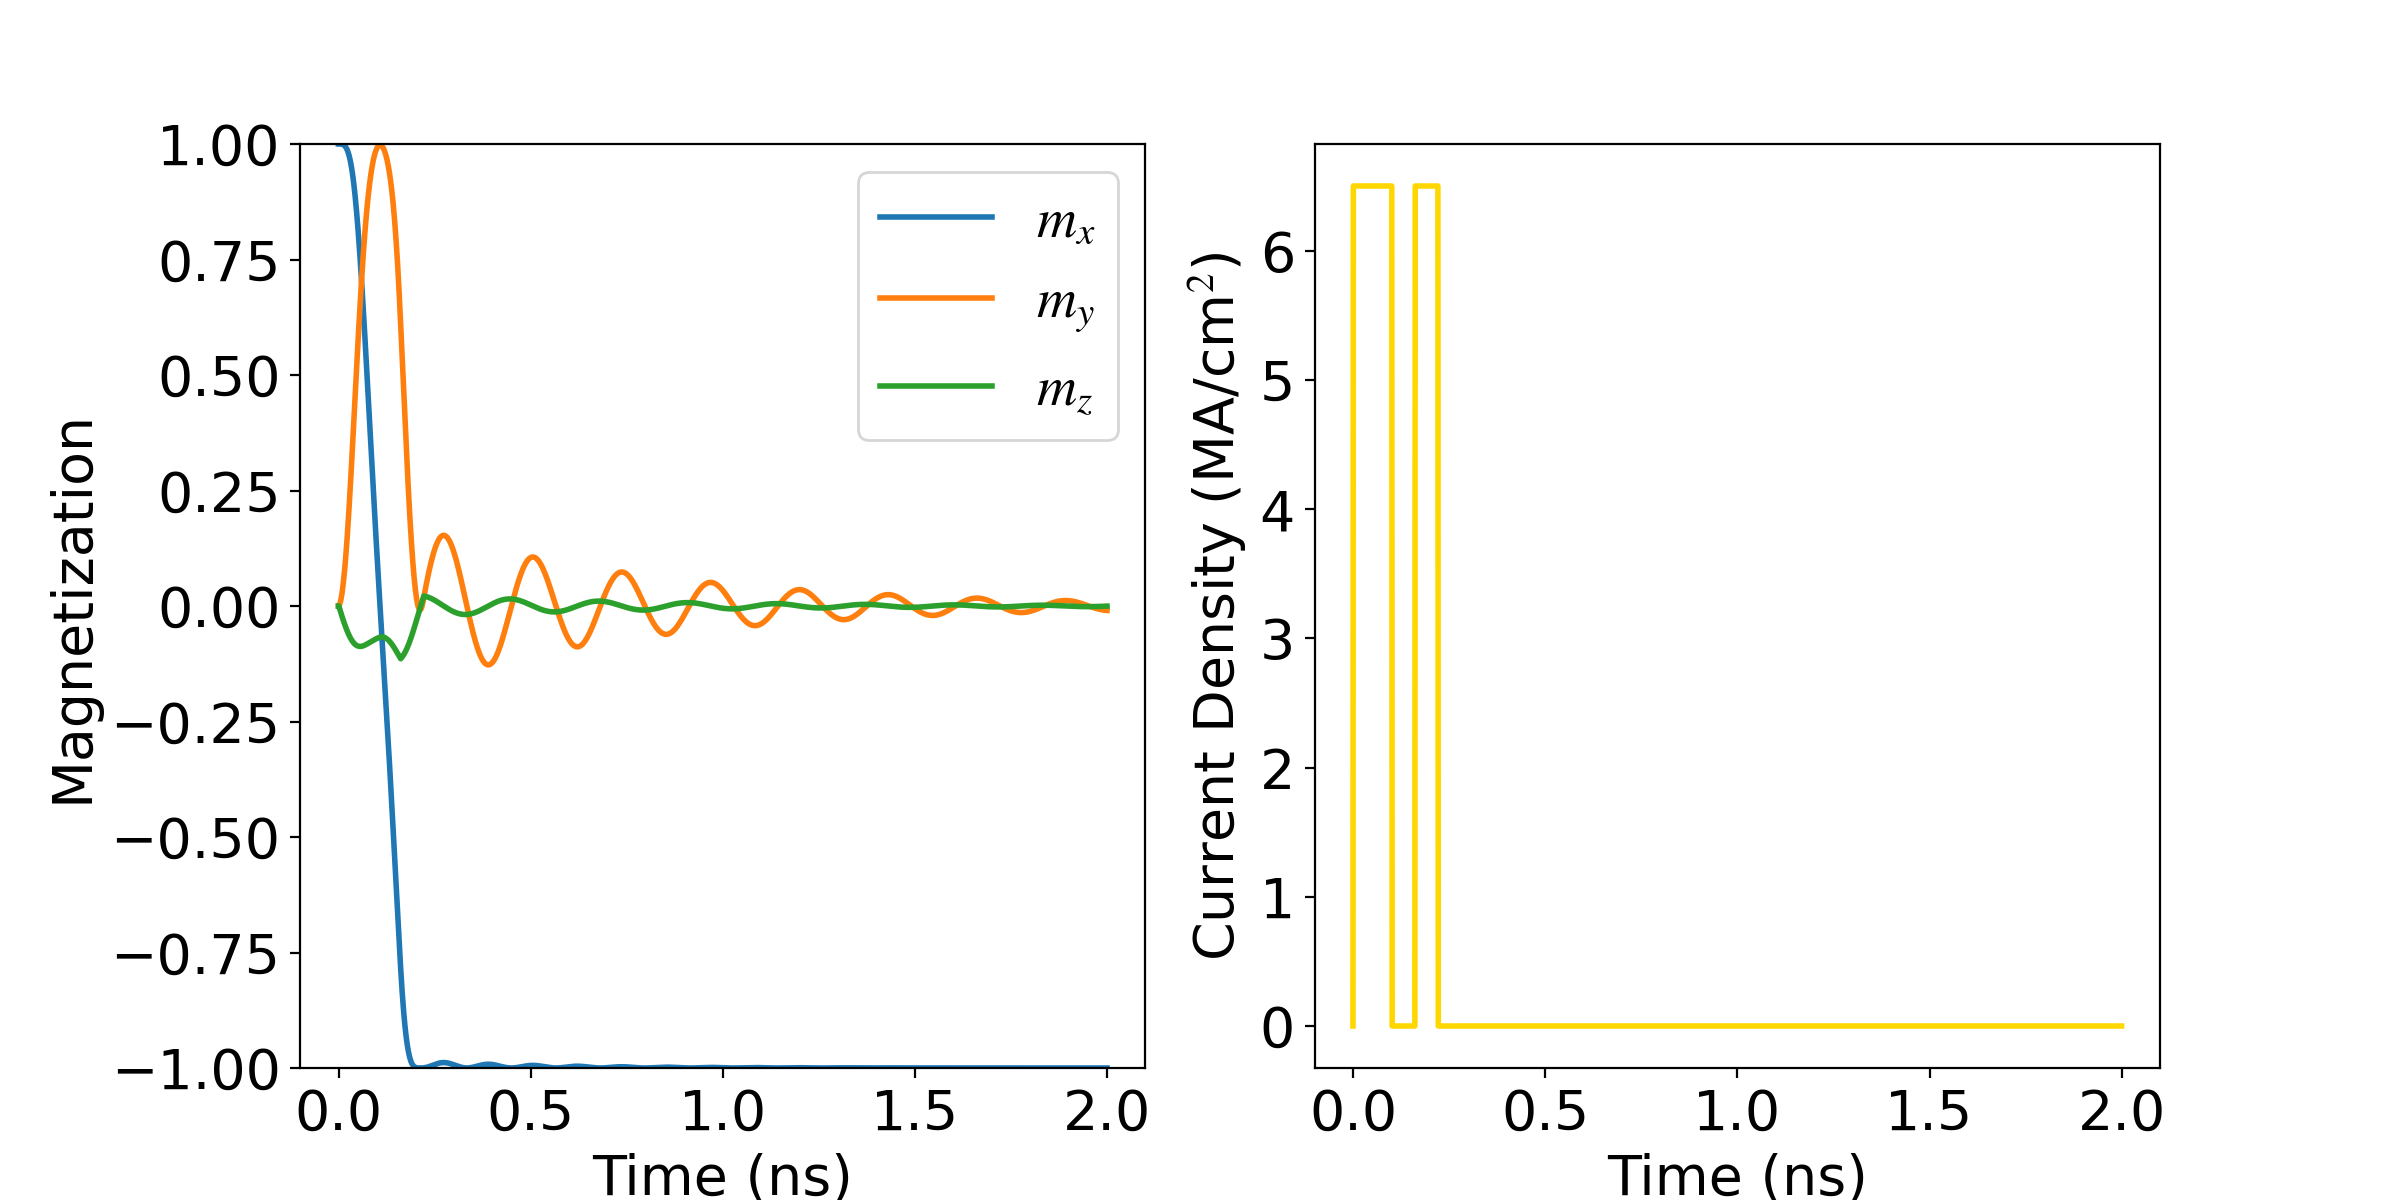 1.00
0.75
0.50
0.25
0.00
−0.25
−0.50
−0.75
−1.00
Magnetization
0.0 0.5 1.0 1.5 2.0
Time (ns)
m_x
m_y
m_z
6
5
4
3
2
1
0
Current Density (MA/cm²)
0.0 0.5 1.0 1.5 2.0
Time (ns)